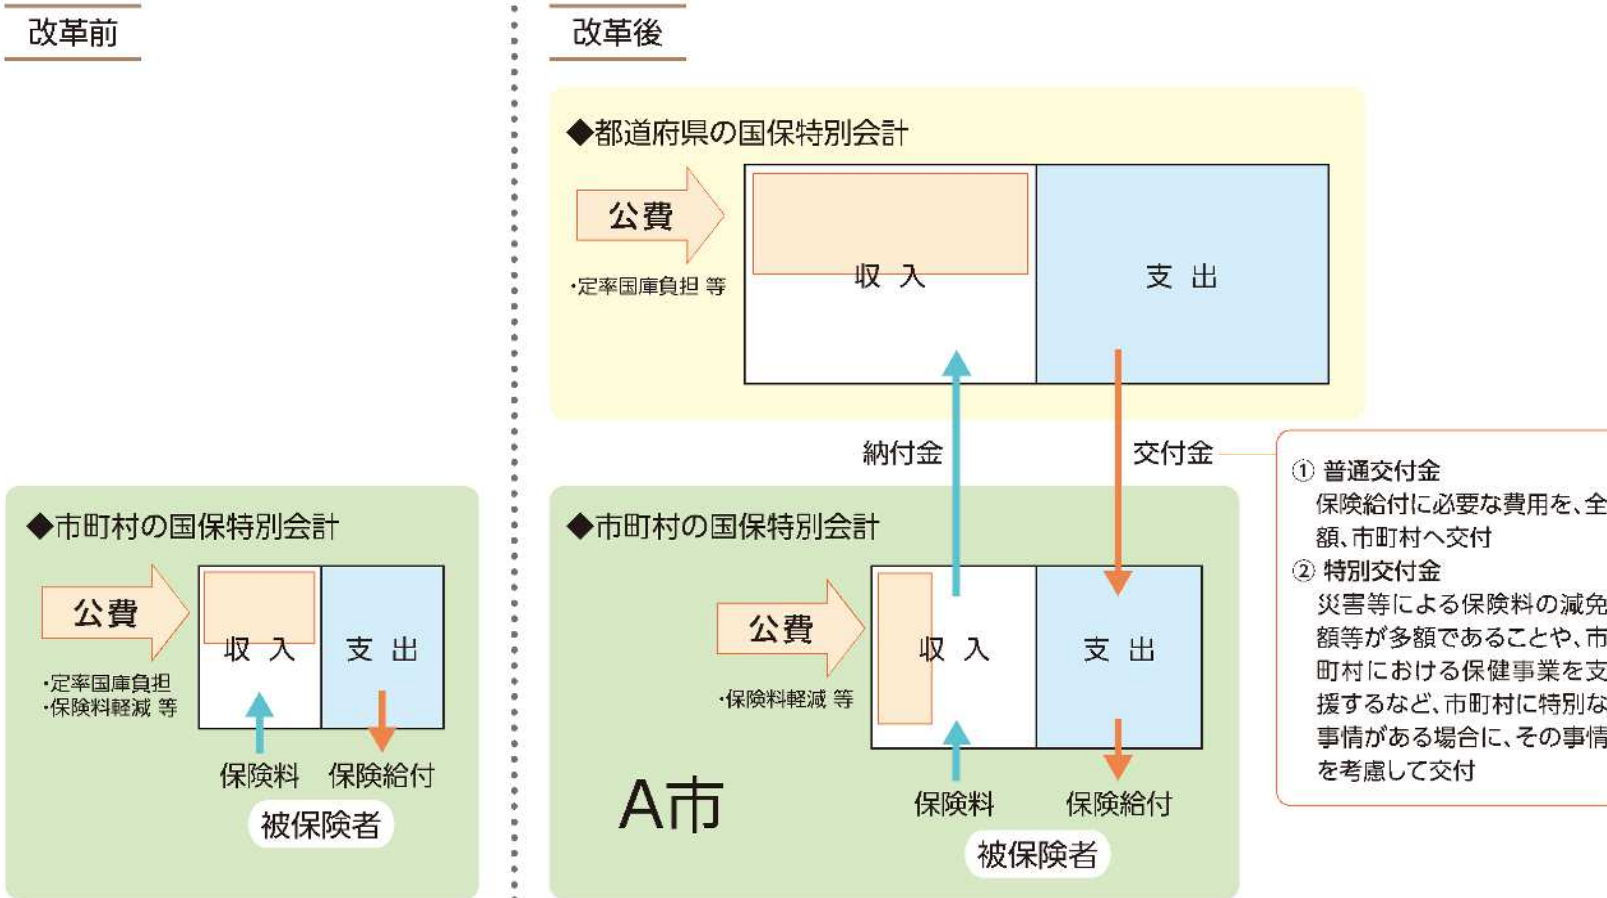 改革前
◆市町村の国保特別会計
公費
・定率国庫負担
・保険料軽減 等
収 入
支 出
保険料
保険給付
被保険者
改革後
◆都道府県の国保特別会計
公費
・定率国庫負担 等
収 入
支 出
納付金
交付金
① 普通交付金
保険給付に必要な費用を、全
額、市町村へ交付
② 特別交付金
災害等による保険料の減免
額等が多額であることや、市
町村における保健事業を支
援するなど、市町村に特別な
事情がある場合に、その事情
を考慮して交付
◆市町村の国保特別会計
公費
・保険料軽減 等
収 入
支 出
A市
保険料
保険給付
被保険者